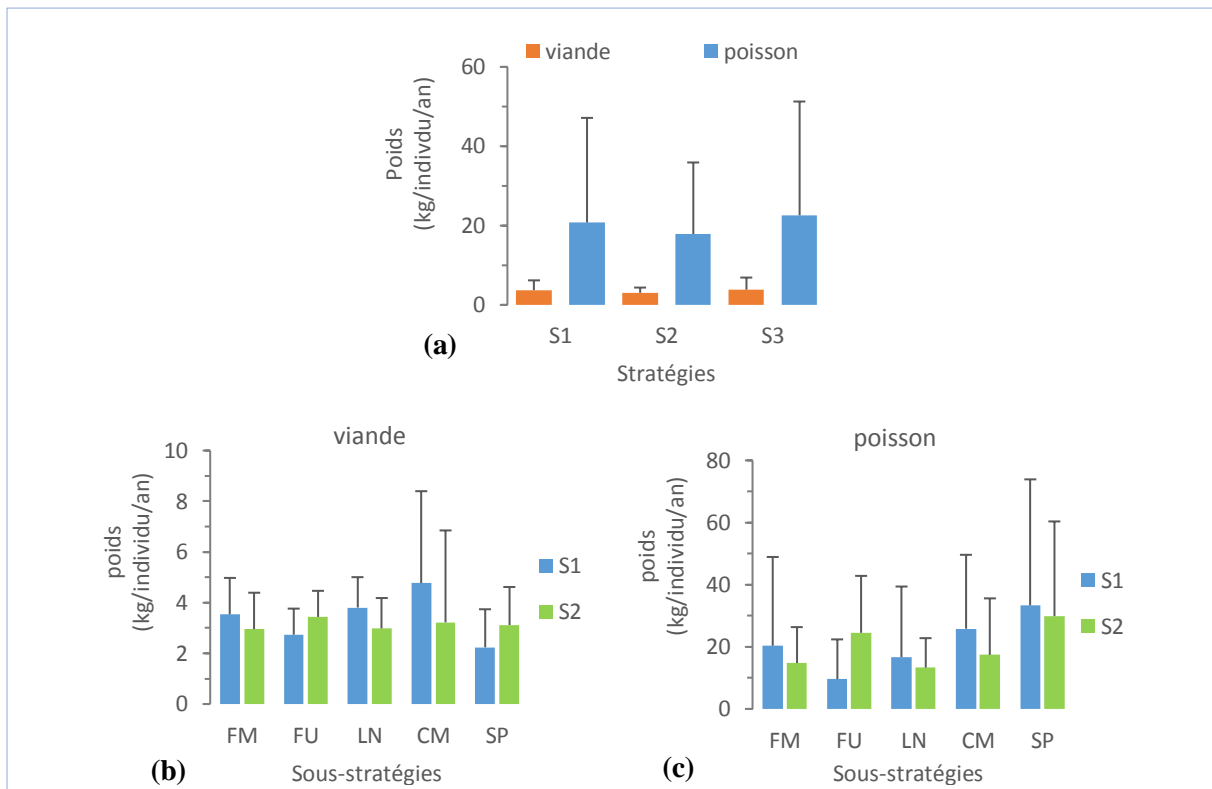 viande poisson
60
40
20
0
Poids
(kg/indivdu/an)
S1 S2 S3
(a)
Stratégies
viande
10
8
6
4
2
0
poids
(kg/individu/an)
S1
S2
FM FU LN CM SP
(b)
Sous-stratégies
poisson
80
60
40
20
0
poids
(kg/individu/an)
S1
S2
FM FU LN CM SP
(c)
Sous-stratégies